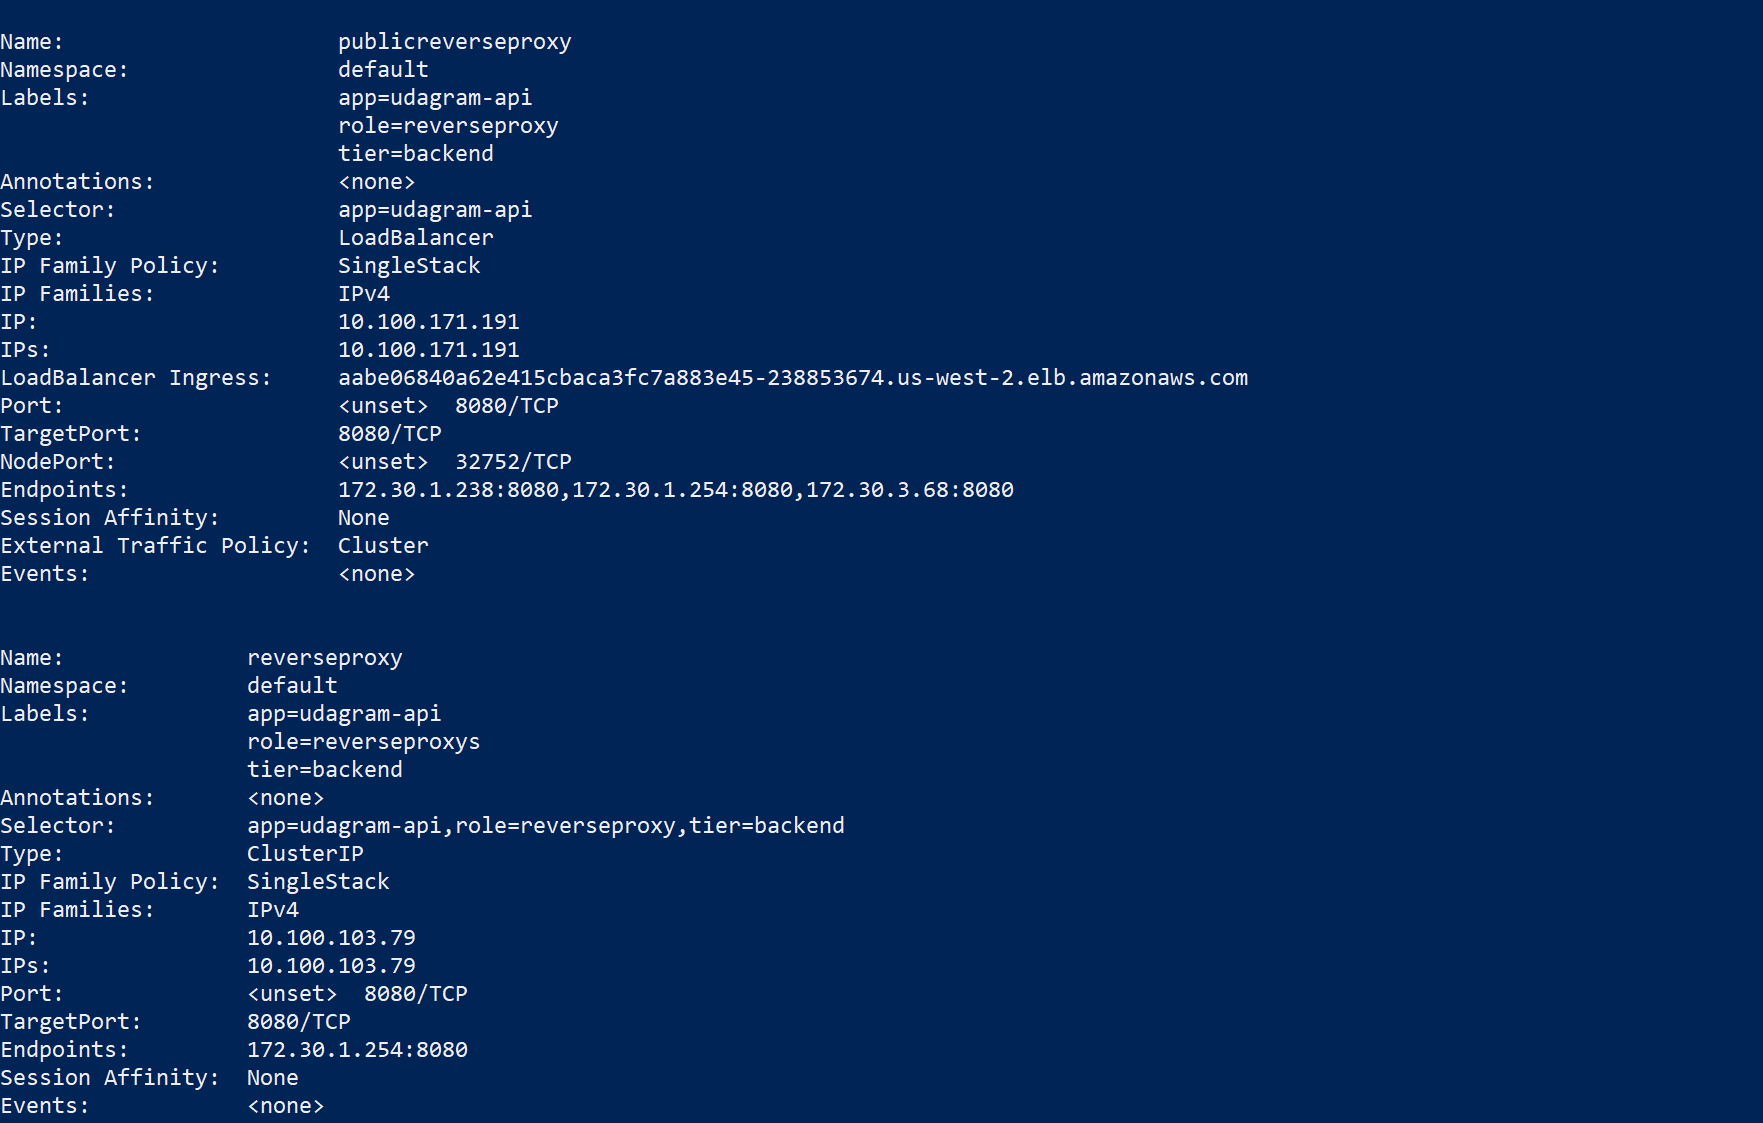 Name:                     publicreverseproxy
Namespace:                default
Labels:                   app=udagram-api
                          role=reverseproxy
                          tier=backend
Annotations:              <none>
Selector:                 app=udagram-api
Type:                     LoadBalancer
IP Family Policy:         SingleStack
IP Families:              IPv4
IP:                       10.100.171.191
IPs:                      10.100.171.191
LoadBalancer Ingress:     aabe06840a62e415cbaca3fc7a883e45-238853674.us-west-2.elb.amazonaws.com
Port:                     <unset>  8080/TCP
TargetPort:               8080/TCP
NodePort:                 <unset>  32752/TCP
Endpoints:                172.30.1.238:8080,172.30.1.254:8080,172.30.3.68:8080
Session Affinity:         None
External Traffic Policy:  Cluster
Events:                   <none>


Name:              reverseproxy
Namespace:         default
Labels:            app=udagram-api
                   role=reverseproxys
                   tier=backend
Annotations:       <none>
Selector:          app=udagram-api,role=reverseproxy,tier=backend
Type:              ClusterIP
IP Family Policy:  SingleStack
IP Families:       IPv4
IP:                10.100.103.79
IPs:               10.100.103.79
Port:              <unset>  8080/TCP
TargetPort:        8080/TCP
Endpoints:         172.30.1.254:8080
Session Affinity:  None
Events:            <none>